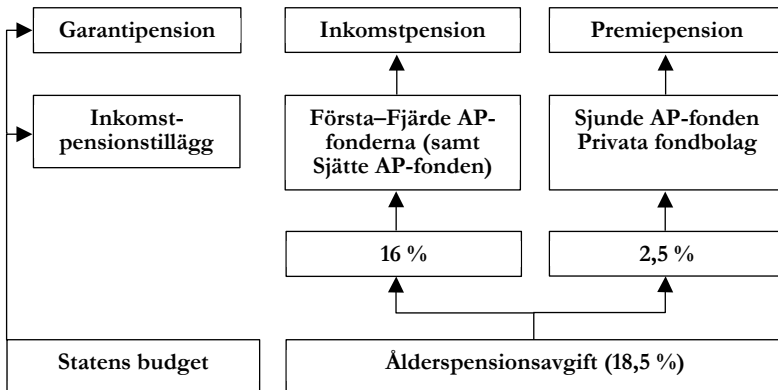 Garantipension
Inkomstpension
Premiepension
Inkomst-
pensionstillägg
Första–Fjärde AP-
fonderna (samt
Sjätte AP-fonden)
Sjunde AP-fonden
Privata fondbolag
16 %
2,5 %
Statens budget
Ålderspensionsavgift (18,5 %)